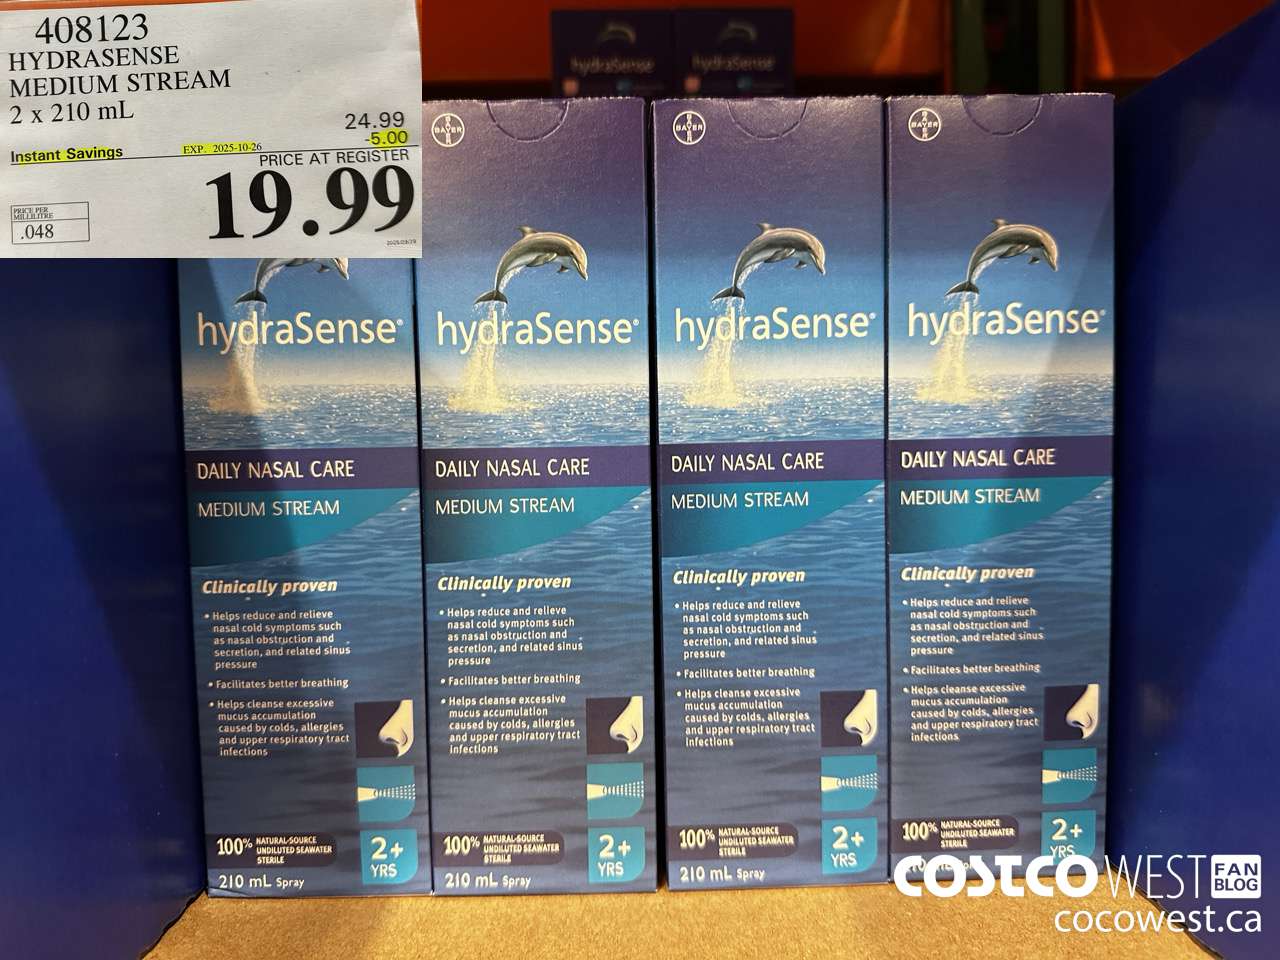 408123
HYDRASENSE
MEDIUM STREAM
2 x 210 mL
24.99
-5.00
Instant Savings
EXP. 2025-10-26
PRICE AT REGISTER
19.99
PRICE PER
MILLILITRE
.048
hydraSense
hydraSense
BAYER
BAYER
BAYER
hydraSense®
DAILY NASAL CARE
MEDIUM STREAM
Clinically proven
• Helps reduce and relieve
nasal cold symptoms such
as nasal obstruction and
secretion, and related sinus
pressure
• Facilitates better breathing
• Helps cleanse excessive
mucus accumulation
caused by colds, allergies
and upper respiratory tract
infections
100% NATURAL-SOURCE
UNDILUTED SEAWATER
STERILE
2+
YRS
210 mL Spray
hydraSense®
DAILY NASAL CARE
MEDIUM STREAM
Clinically proven
• Helps reduce and relieve
nasal cold symptoms such
as nasal obstruction and
secretion, and related sinus
pressure
• Facilitates better breathing
• Helps cleanse excessive
mucus accumulation
caused by colds, allergies
and upper respiratory tract
infections
100% NATURAL-SOURCE
UNDILUTED SEAWATER
STERILE
2+
YRS
210 mL Spray
hydraSense®
DAILY NASAL CARE
MEDIUM STREAM
Clinically proven
• Helps reduce and relieve
nasal cold symptoms such
as nasal obstruction and
secretion, and related sinus
pressure
• Facilitates better breathing
• Helps cleanse excessive
mucus accumulation
caused by colds, allergies
and upper respiratory tract
infections
100% NATURAL-SOURCE
UNDILUTED SEAWATER
STERILE
2+
YRS
210 mL Spray
hydraSense®
DAILY NASAL CARE
MEDIUM STREAM
Clinically proven
• Helps reduce and relieve
nasal cold symptoms such
as nasal obstruction and
secretion, and related sinus
pressure
• Facilitates better breathing
• Helps cleanse excessive
mucus accumulation
caused by colds, allergies
and upper respiratory tract
infections
100% NATURAL-SOURCE
UNDILUTED SEAWATER
STERILE
2+
YRS
COSTCO WEST FAN
BLOG
cocowest.ca